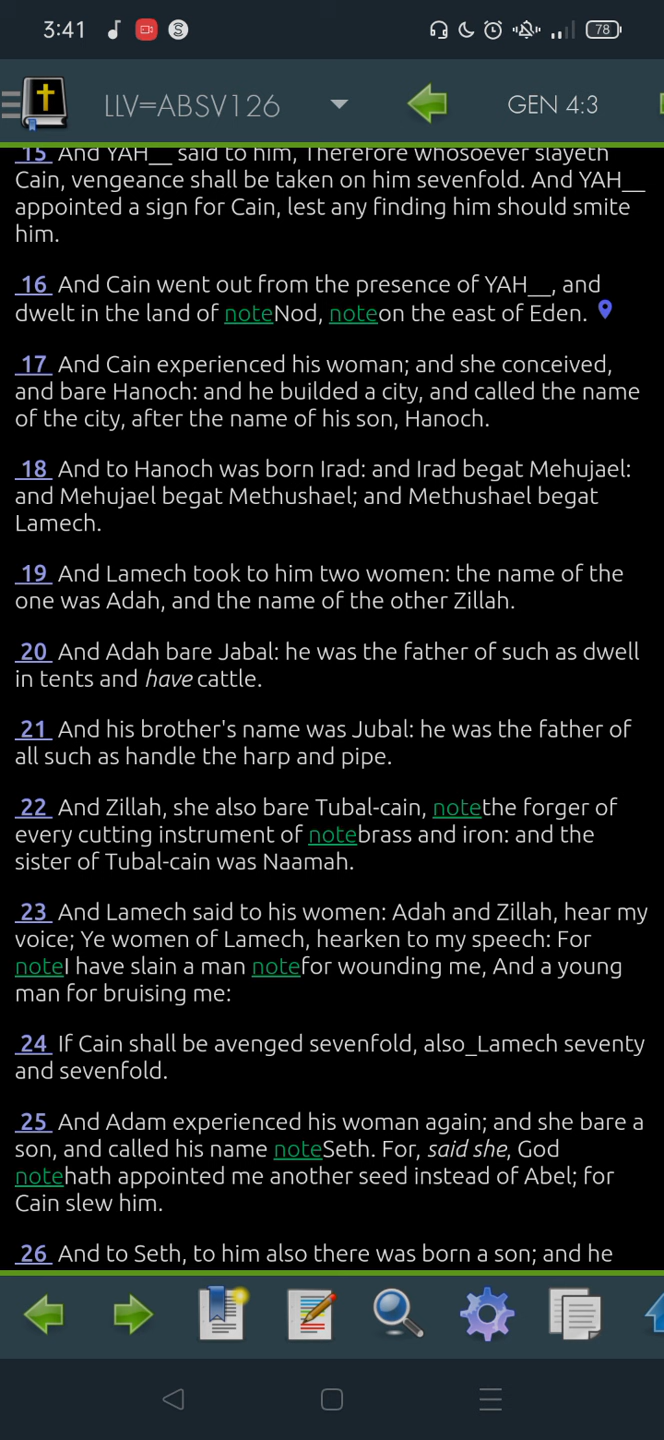 3:41
78
LLV=ABSV126
GEN 4:3
15 And YAH__ said to him, Therefore whosoever slayeth
Cain, vengeance shall be taken on him sevenfold. And YAH__
appointed a sign for Cain, lest any finding him should smite
him.
16 And Cain went out from the presence of YAH__, and
dwelt in the land of noteNod, noteon the east of Eden.
17 And Cain experienced his woman; and she conceived,
and bare Hanoch: and he builded a city, and called the name
of the city, after the name of his son, Hanoch.
18 And to Hanoch was born Irad: and Irad begat Mehujael:
and Mehujael begat Methushael; and Methushael begat
Lamech.
19 And Lamech took to him two women: the name of the
one was Adah, and the name of the other Zillah.
20 And Adah bare Jabal: he was the father of such as dwell
in tents and have cattle.
21 And his brother's name was Jubal: he was the father of
all such as handle the harp and pipe.
22 And Zillah, she also bare Tubal-cain, notethe forger of
every cutting instrument of notebrass and iron: and the
sister of Tubal-cain was Naamah.
23 And Lamech said to his women: Adah and Zillah, hear my
voice; Ye women of Lamech, hearken to my speech: For
noteI have slain a man notefor wounding me, And a young
man for bruising me:
24 If Cain shall be avenged sevenfold, also_Lamech seventy
and sevenfold.
25 And Adam experienced his woman again; and she bare a
son, and called his name noteSeth. For, said she, God
notehath appointed me another seed instead of Abel; for
Cain slew him.
26 And to Seth, to him also there was born a son; and he